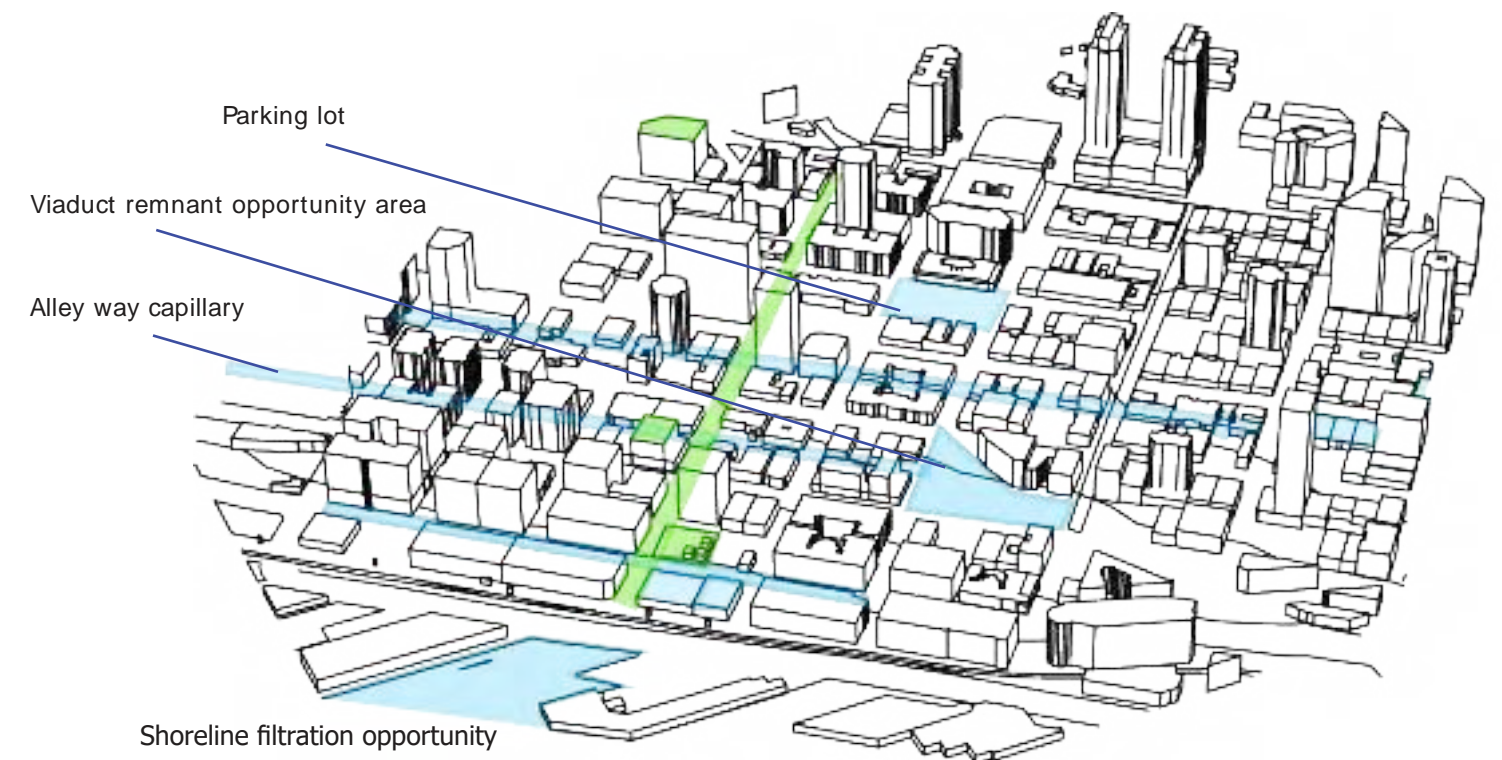 Parking lot
Viaduct remnant opportunity area
Alley way capillary
Shoreline filtration opportunity